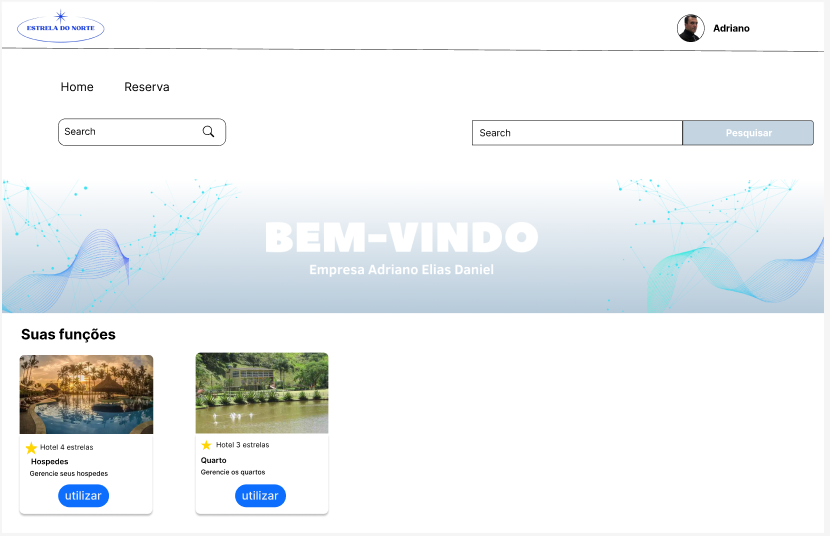 ESTRELA DO NORTE
Adriano
Home
Reserva
Search
Search
Pesquisar
BEM-VINDO
Empresa Adriano Elias Daniel
Suas funções
Hotel 4 estrelas
Hospedes
Gerencie seus hospedes
utilizar
Hotel 3 estrelas
Quarto
Gerencie os quartos
utilizar